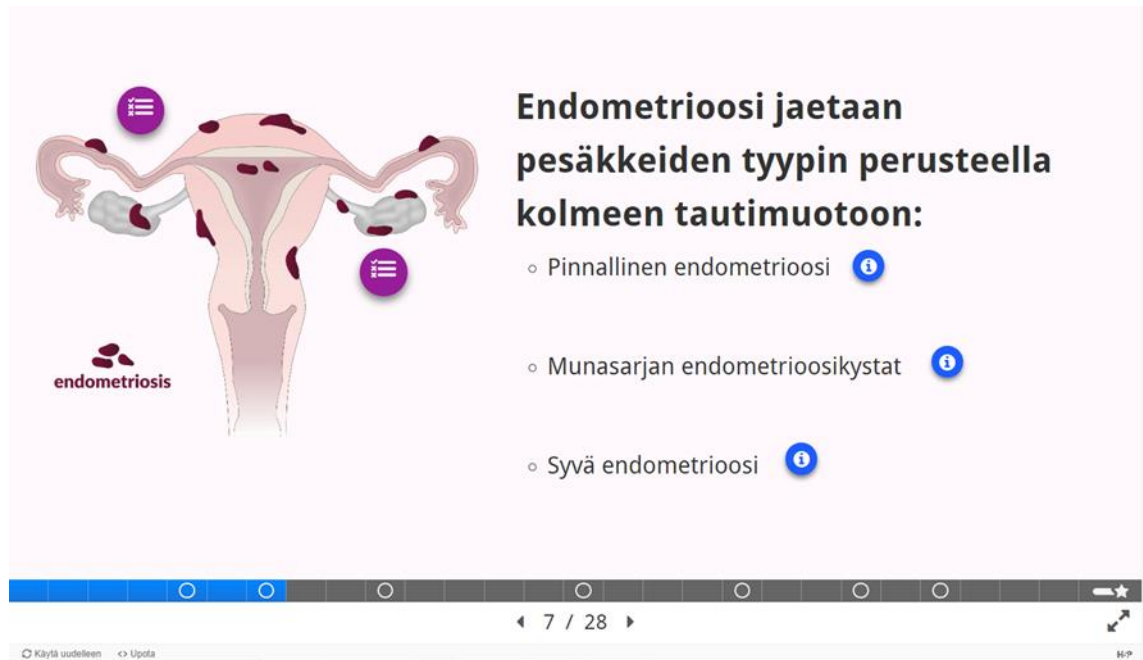 Endometrioosi jaetaan
pesäkkeiden tyypin perusteella
kolmeen tautimuotoon:
Pinnallinen endometrioosi
Munasarjan endometrioosikystat
Syvä endometrioosi
endometriosis
7 / 28
Käytä uudelleen
<> Upota
H-P